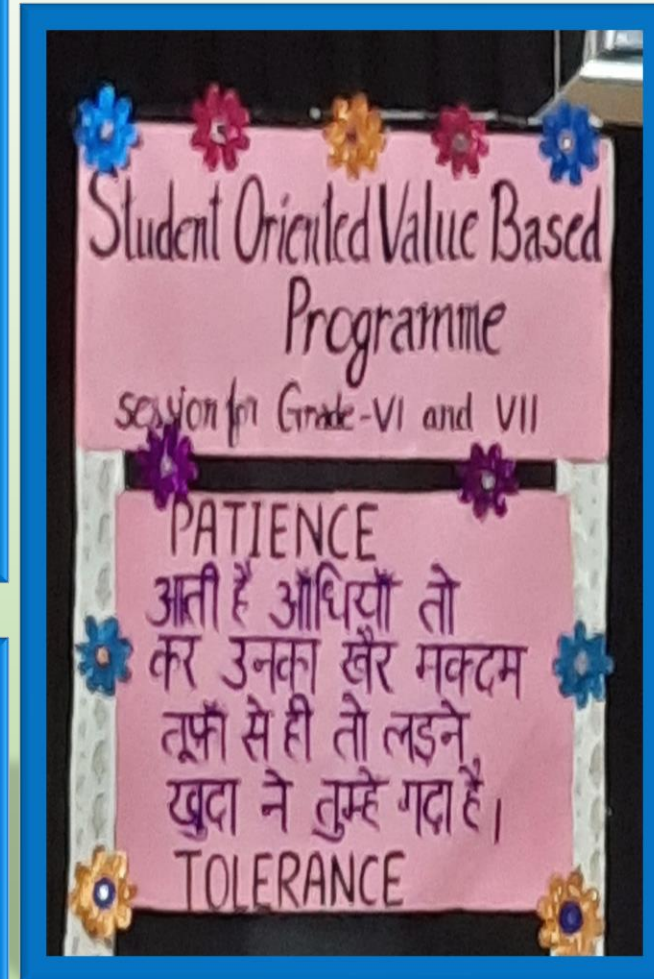 Student Oriented Value Based
Programme
session for Grade-VI and VII
PATIENCE
आती है आँधियाँ तो
कर उनका खैर मक्दम
तूफाँ से ही तो लड़ने
खुदा ने तुम्हे गढ़ा है।
TOLERANCE